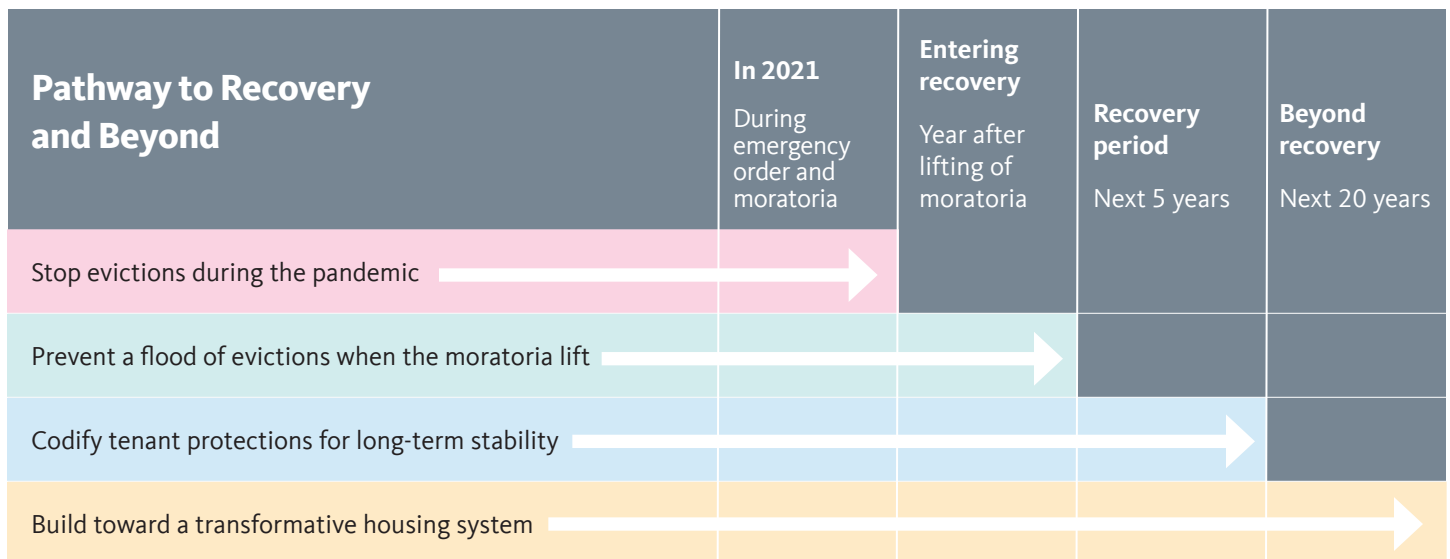 Pathway to Recovery
and Beyond
In 2021
During
emergency
order and
moratoria
Entering
recovery
Year after
lifting of
moratoria
Recovery
period
Next 5 years
Beyond
recovery
Next 20 years
Stop evictions during the pandemic
Prevent a flood of evictions when the moratoria lift
Codify tenant protections for long-term stability
Build toward a transformative housing system